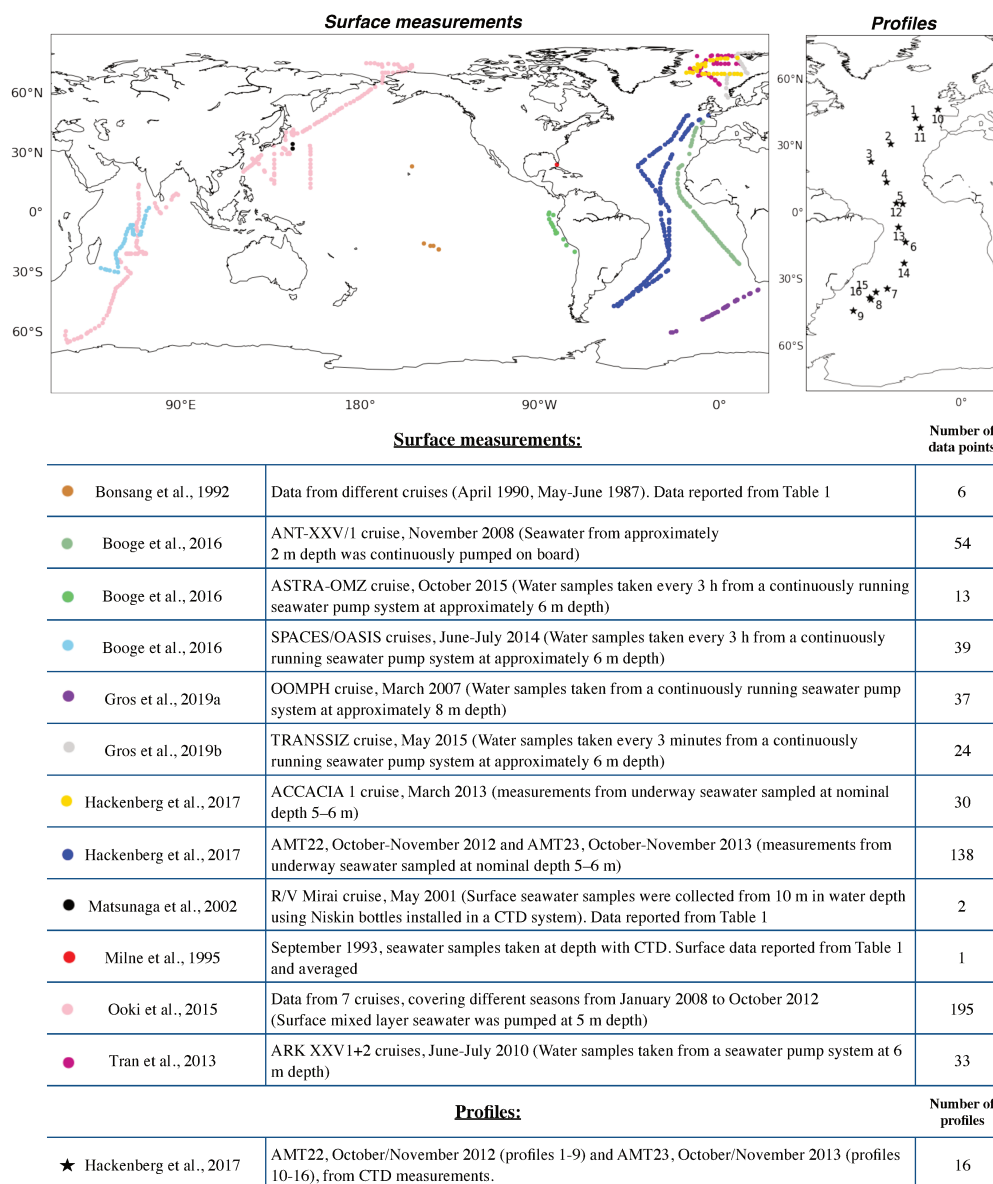 Surface measurements
Profiles
60°N
30°N
0°
30°S
60°S
90°E
180°
90°W
0°
60°N
30°N
0°
30°S
60°S
0°
1
10
11
2
3
4
5
12
13
6
14
15
16
7
8
9
Surface measurements:
Number of
data points
Bonsang et al., 1992
Data from different cruises (April 1990, May-June 1987). Data reported from Table 1
6
Booge et al., 2016
ANT-XXV/1 cruise, November 2008 (Seawater from approximately
2 m depth was continuously pumped on board)
54
Booge et al., 2016
ASTRA-OMZ cruise, October 2015 (Water samples taken every 3 h from a continuously running
seawater pump system at approximately 6 m depth)
13
Booge et al., 2016
SPACES/OASIS cruises, June-July 2014 (Water samples taken every 3 h from a continuously
running seawater pump system at approximately 6 m depth)
39
Gros et al., 2019a
OOMPH cruise, March 2007 (Water samples taken from a continuously running seawater pump
system at approximately 8 m depth)
37
Gros et al., 2019b
TRANSSIZ cruise, May 2015 (Water samples taken every 3 minutes from a continuously
running seawater pump system at approximately 6 m depth)
24
Hackenberg et al., 2017
ACCACIA 1 cruise, March 2013 (measurements from underway seawater sampled at nominal
depth 5–6 m)
30
Hackenberg et al., 2017
AMT22, October-November 2012 and AMT23, October-November 2013 (measurements from
underway seawater sampled at nominal depth 5–6 m)
138
Matsunaga et al., 2002
R/V Mirai cruise, May 2001 (Surface seawater samples were collected from 10 m in water depth
using Niskin bottles installed in a CTD system). Data reported from Table 1
2
Milne et al., 1995
September 1993, seawater samples taken at depth with CTD. Surface data reported from Table 1
and averaged
1
Ooki et al., 2015
Data from 7 cruises, covering different seasons from January 2008 to October 2012
(Surface mixed layer seawater was pumped at 5 m depth)
195
Tran et al., 2013
ARK XXV1+2 cruises, June-July 2010 (Water samples taken from a seawater pump system at 6
m depth)
33
Profiles:
Number of
profiles
Hackenberg et al., 2017
AMT22, October/November 2012 (profiles 1-9) and AMT23, October/November 2013 (profiles
10-16), from CTD measurements.
16